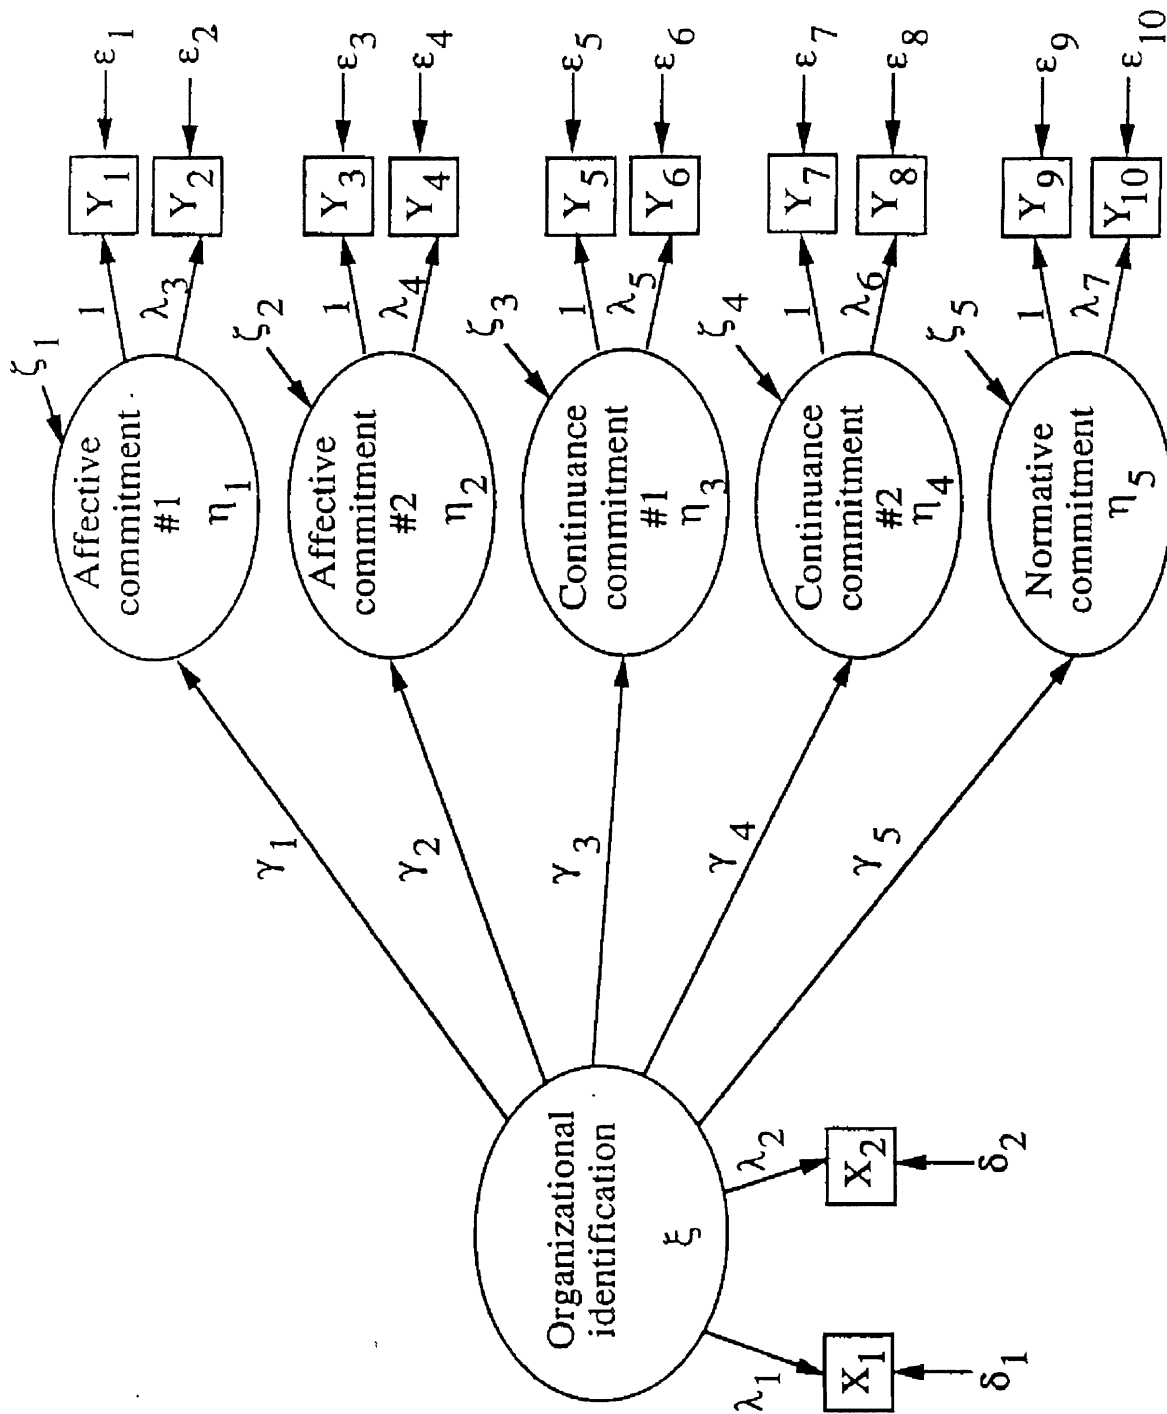 ζ1
Affective
commitment
#1
η1
1
λ3
Y1
Y2
ε1
ε2
ζ2
Affective
commitment
#2
η2
1
λ4
Y3
Y4
ε3
ε4
ζ3
Continuance
commitment
#1
η3
1
λ5
Y5
Y6
ε5
ε6
ζ4
Continuance
commitment
#2
η4
1
λ6
Y7
Y8
ε7
ε8
ζ5
Normative
commitment
η5
1
λ7
Y9
Y10
ε9
ε10
γ1
γ2
γ3
γ4
γ5
Organizational
identification
ξ
λ1
λ2
X1
X2
δ1
δ2